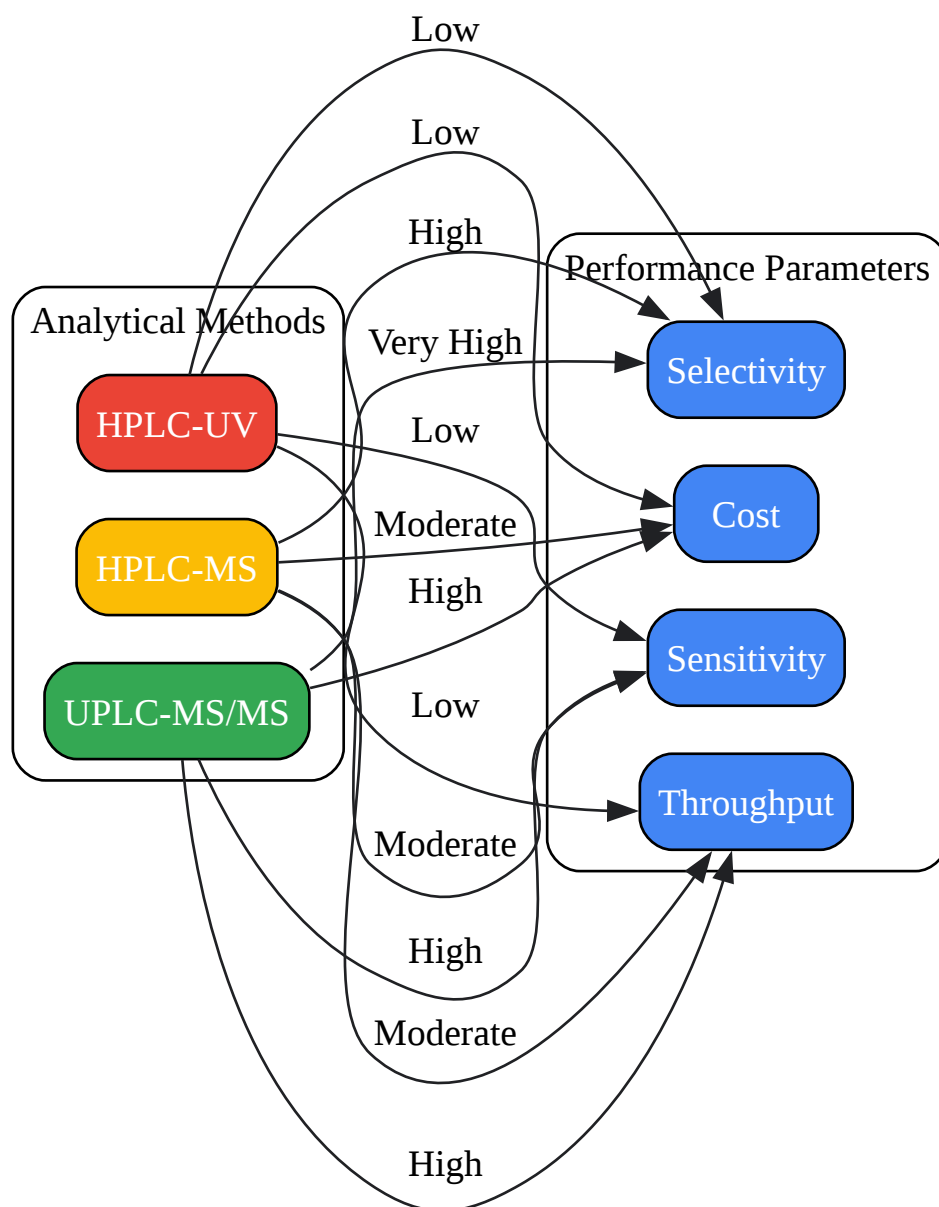 Low
Low
High
Performance Parameters
Analytical Methods
Very High
Selectivity
HPLC-UV
Low
Cost
Moderate
HPLC-MS
High
Sensitivity
UPLC-MS/MS
Low
Throughput
Moderate
High
Moderate
High